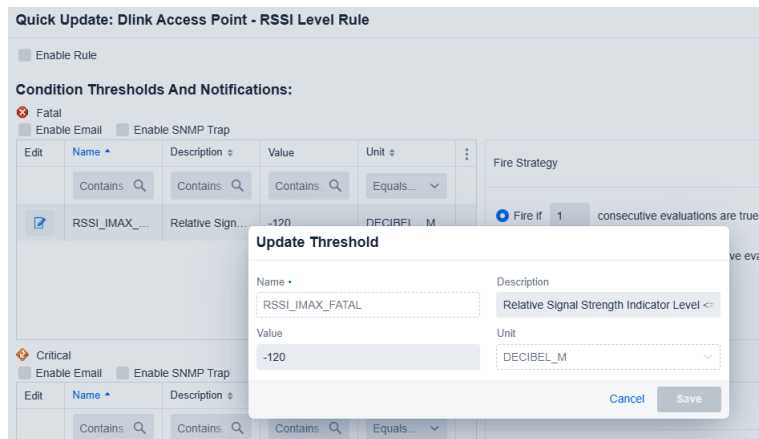 Quick Update: Dlink Access Point - RSSI Level Rule
Enable Rule
Condition Thresholds And Notifications:
Fatal
Enable Email Enable SNMP Trap
Edit Name Description Value Unit
Fire Strategy
Contains. Contains. Contains. Equals...
RSSI_IMAX_... Relative Sign... -120 DECIBEL M
Fire if 1 consecutive evaluations are true
Update Threshold
Name
Description
RSSI_IMAX_FATAL
Relative Signal Strength Indicator Level <=
Value
Unit
-120
DECIBEL_M
Cancel Save
Critical
Enable Email Enable SNMP Trap
Edit Name Description
Contains. Contains. Contains. Equals...